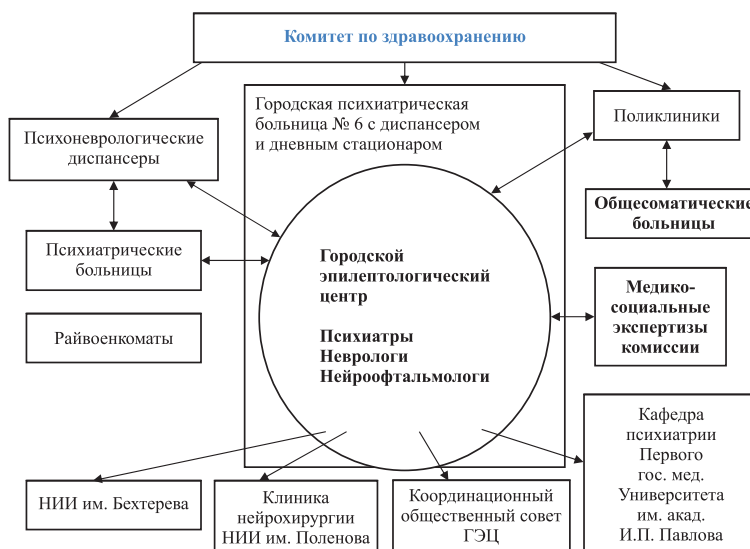 Комитет по здравоохранению
Психоневрологические
диспансеры
Городская психиатрическая
больница № 6 с диспансером
и дневным стационаром
Поликлиники
Общесоматические
больницы
Психиатрические
больницы
Городской
эпилептологический
центр
Психиатры
Неврологи
Нейроофтальмологи
Медико-
социальные
экспертизы
комиссии
Райвоенкоматы
НИИ им. Бехтерева
Клиника
нейрохирургии
НИИ им. Поленова
Координационный
общественный совет
ГЭЦ
Кафедра
психиатрии
Первого
гос. мед.
Университета
им. акад.
И.П. Павлова